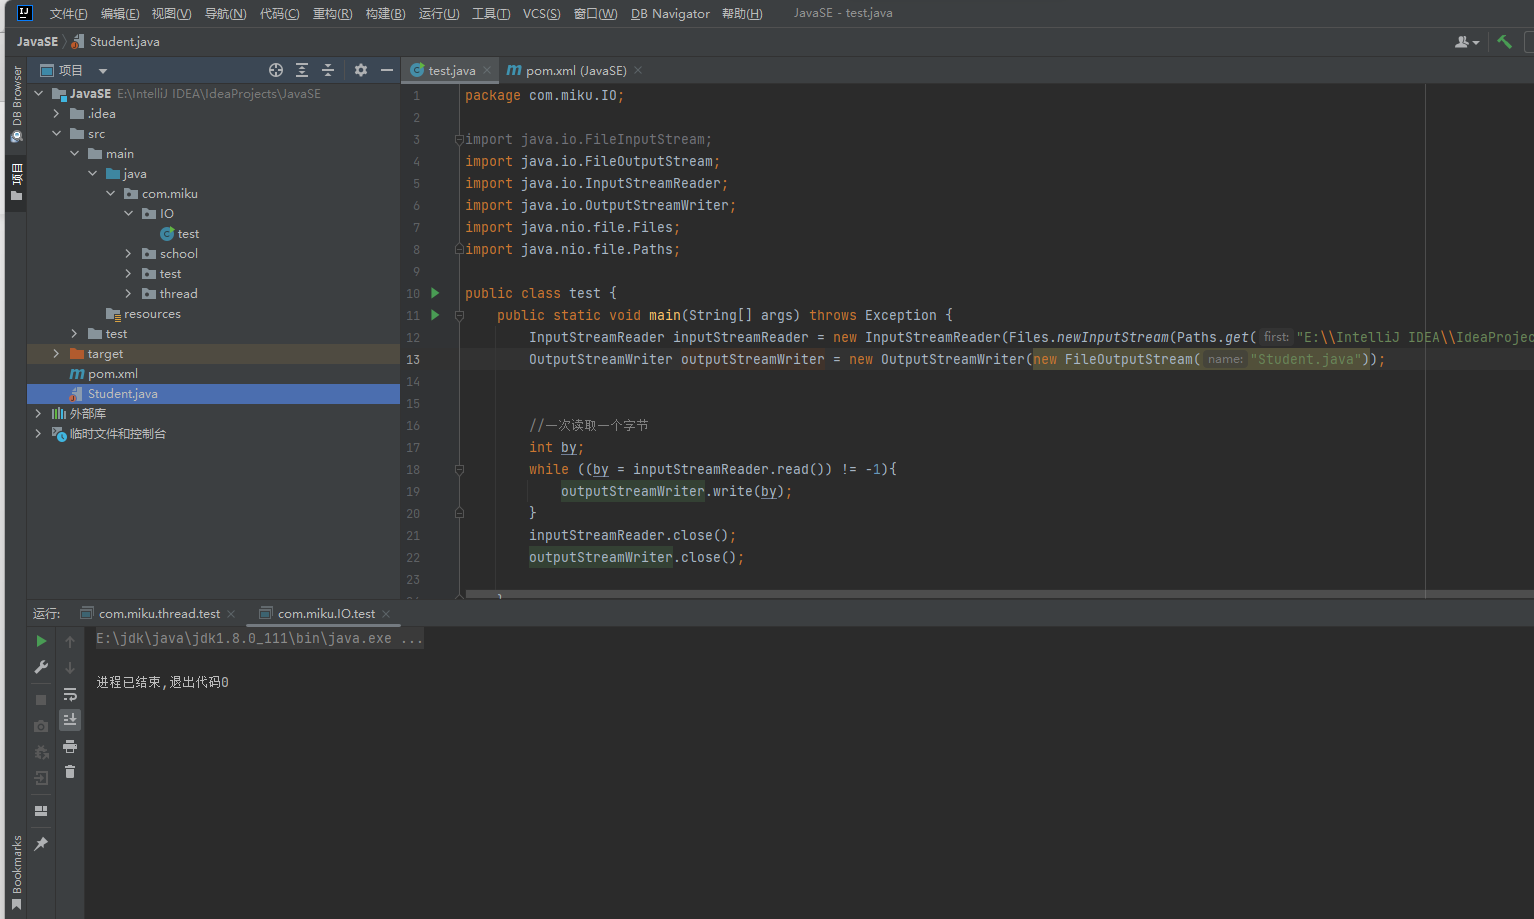 文件(F) 编辑(E) 视图(V) 导航(N) 代码(C) 重构(R) 构建(B) 运行(U) 工具(T) VCS(S) 窗口(W) DB Navigator 帮助(H) JavaSE - test.java
JavaSE Student.java
DB Browser
项目
Bookmarks
项目
JavaSE E:\IntelliJ IDEA\IdeaProjects\JavaSE
.idea
src
main
java
com.miku
IO
test
school
test
thread
resources
test
target
pom.xml
Student.java
外部库
临时文件和控制台
test.java pom.xml (JavaSE)
1 package com.miku.IO;
2
3 import java.io.FileInputStream;
4 import java.io.FileOutputStream;
5 import java.io.InputStreamReader;
6 import java.io.OutputStreamWriter;
7 import java.nio.file.Files;
8 import java.nio.file.Paths;
9
10 public class test {
11 public static void main(String[] args) throws Exception {
12 InputStreamReader inputStreamReader = new InputStreamReader(Files.newInputStream(Paths.get( first: "E:\\IntelliJ IDEA\\IdeaProjec
13 OutputStreamWriter outputStreamWriter = new OutputStreamWriter(new FileOutputStream( name: "Student.java"));
14
15
16 //一次读取一个字节
17 int by;
18 while ((by = inputStreamReader.read()) != -1){
19 outputStreamWriter.write(by);
20 }
21 inputStreamReader.close();
22 outputStreamWriter.close();
23
运行: com.miku.thread.test com.miku.IO.test
E:\jdk\java\jdk1.8.0_111\bin\java.exe ...
进程已结束,退出代码0